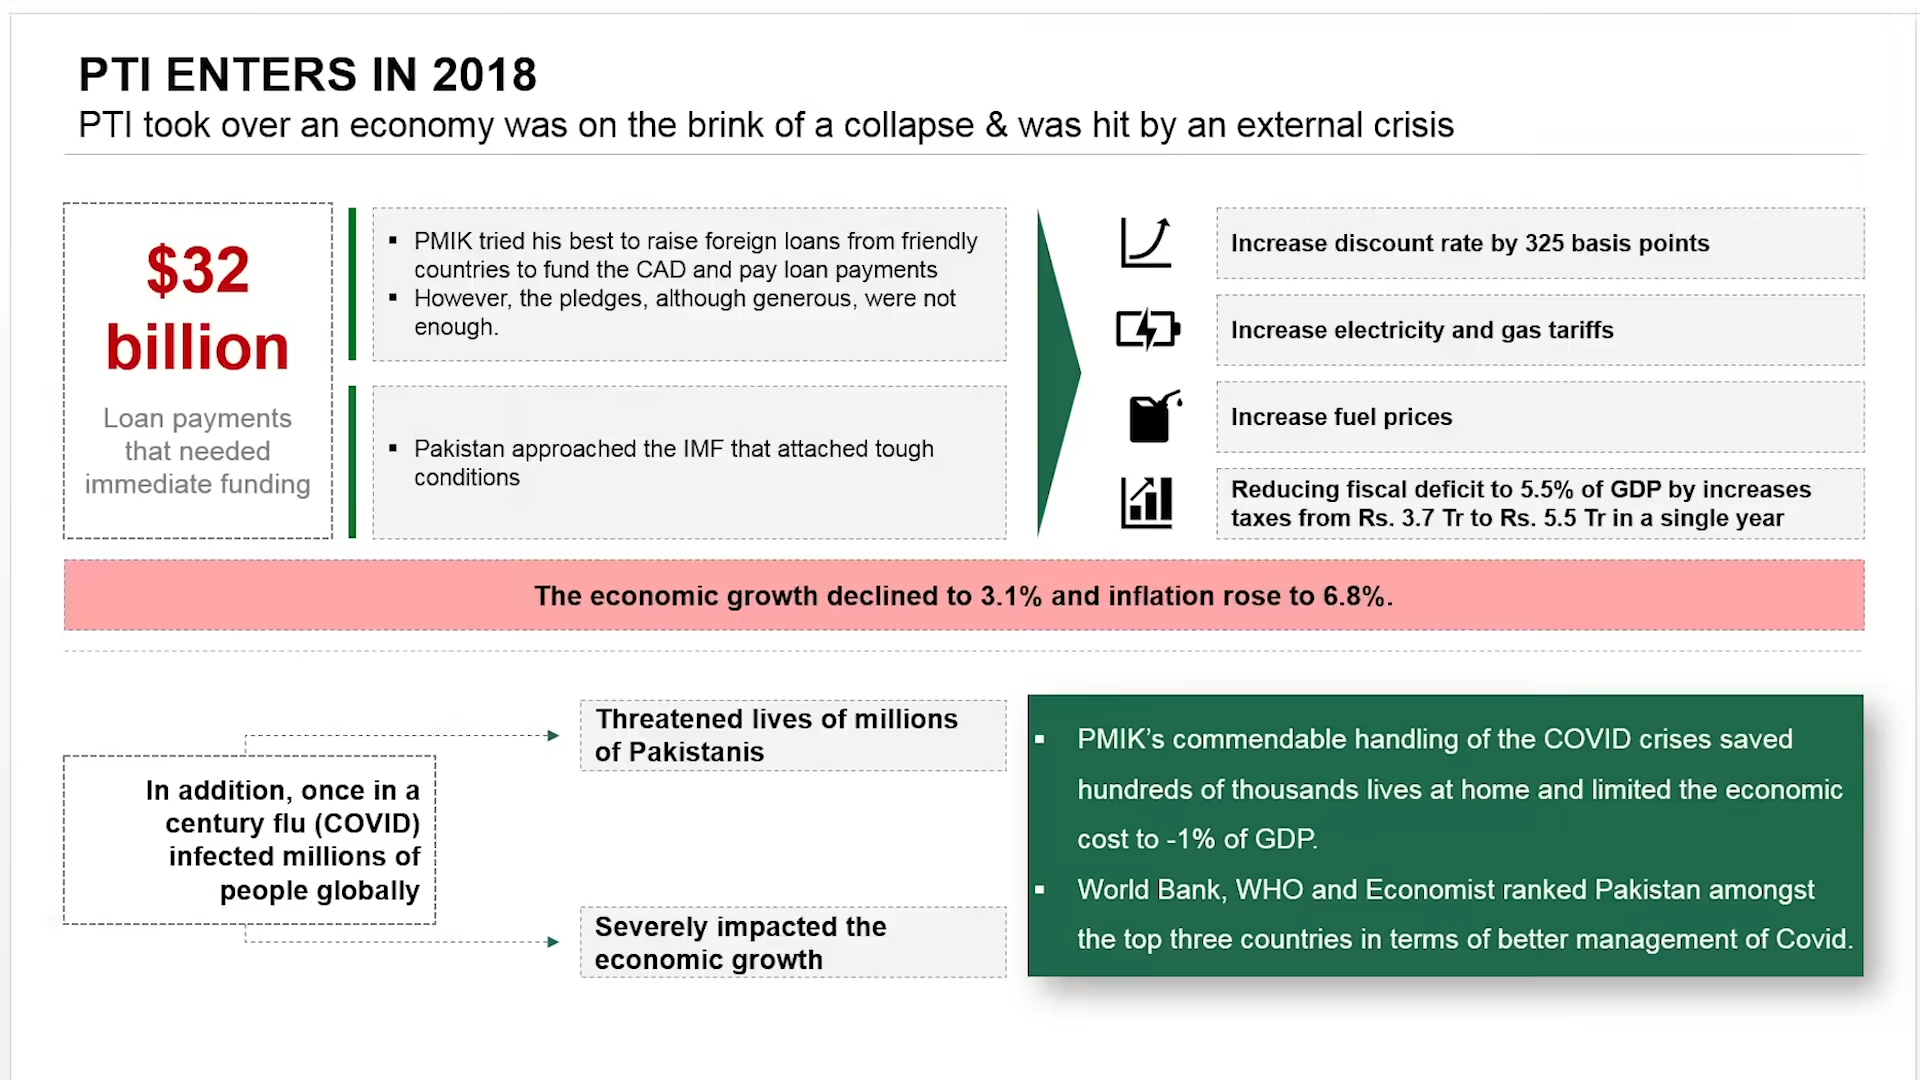 PTI ENTERS IN 2018
PTI took over an economy was on the brink of a collapse & was hit by an external crisis
$32
billion
Loan payments
that needed
immediate funding
▪ PMIK tried his best to raise foreign loans from friendly
countries to fund the CAD and pay loan payments
▪ However, the pledges, although generous, were not
enough.
▪ Pakistan approached the IMF that attached tough
conditions
Increase discount rate by 325 basis points
Increase electricity and gas tariffs
Increase fuel prices
Reducing fiscal deficit to 5.5% of GDP by increases
taxes from Rs. 3.7 Tr to Rs. 5.5 Tr in a single year
The economic growth declined to 3.1% and inflation rose to 6.8%.
In addition, once in a
century flu (COVID)
infected millions of
people globally
Threatened lives of millions
of Pakistanis
Severely impacted the
economic growth
▪ PMIK’s commendable handling of the COVID crises saved
hundreds of thousands lives at home and limited the economic
cost to -1% of GDP.
▪ World Bank, WHO and Economist ranked Pakistan amongst
the top three countries in terms of better management of Covid.